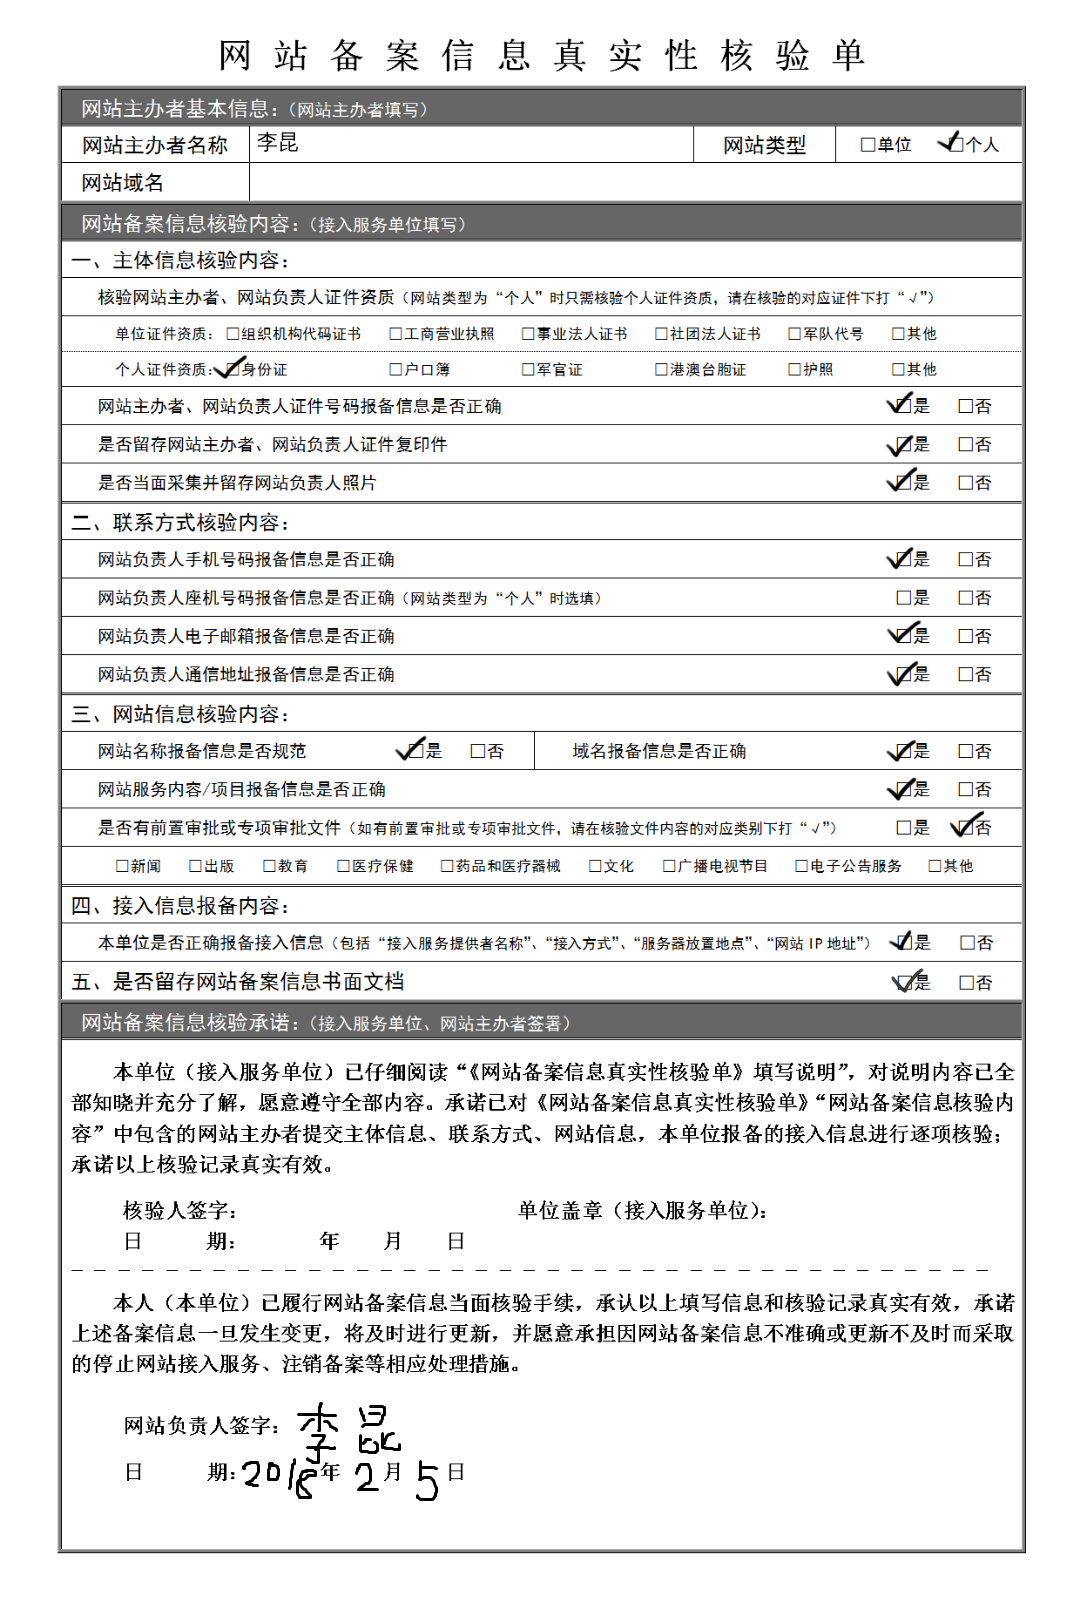 网站备案信息真实性核验单
网站主办者基本信息：（网站主办者填写）
网站主办者名称 李昆 网站类型 □单位 ☑个人
网站域名
网站备案信息核验内容：（接入服务单位填写）
一、主体信息核验内容：
核验网站主办者、网站负责人证件资质（网站类型为“个人”时只需核验个人证件资质，请在核验的对应证件下打“√”）
单位证件资质： □组织机构代码证书 □工商营业执照 □事业法人证书 □社团法人证书 □军队代号 □其他
个人证件资质： ☑身份证 □户口簿 □军官证 □港澳台胞证 □护照 □其他
网站主办者、网站负责人证件号码报备信息是否正确 ☑是 □否
是否留存网站主办者、网站负责人证件复印件 ☑是 □否
是否当面采集并留存网站负责人照片 ☑是 □否
二、联系方式核验内容：
网站负责人手机号码报备信息是否正确 ☑是 □否
网站负责人座机号码报备信息是否正确（网站类型为“个人”时选填） □是 □否
网站负责人电子邮箱报备信息是否正确 ☑是 □否
网站负责人通信地址报备信息是否正确 ☑是 □否
三、网站信息核验内容：
网站名称报备信息是否规范 ☑是 □否 域名报备信息是否正确 ☑是 □否
网站服务内容/项目报备信息是否正确 ☑是 □否
是否有前置审批或专项审批文件（如有前置审批或专项审批文件，请在核验文件内容的对应类别下打“√”） □是 ☑否
□新闻 □出版 □教育 □医疗保健 □药品和医疗器械 □文化 □广播电视节目 □电子公告服务 □其他
四、接入信息报备内容：
本单位是否正确报备接入信息（包括“接入服务提供者名称”、“接入方式”、“服务器放置地点”、“网站 IP 地址”） ☑是 □否
五、是否留存网站备案信息书面文档 ☑是 □否
网站备案信息核验承诺：（接入服务单位、网站主办者签署）
本单位（接入服务单位）已仔细阅读“《网站备案信息真实性核验单》填写说明”，对说明内容已全
部知晓并充分了解，愿意遵守全部内容。承诺已对《网站备案信息真实性核验单》“网站备案信息核验内
容”中包含的网站主办者提交主体信息、联系方式、网站信息，本单位报备的接入信息进行逐项核验；
承诺以上核验记录真实有效。
核验人签字： 单位盖章（接入服务单位）：
日 期： 年 月 日
本人（本单位）已履行网站备案信息当面核验手续，承认以上填写信息和核验记录真实有效，承诺
上述备案信息一旦发生变更，将及时进行更新，并愿意承担因网站备案信息不准确或更新不及时而采取
的停止网站接入服务、注销备案等相应处理措施。
网站负责人签字： 李昆
日 期：2018年 2月 5日